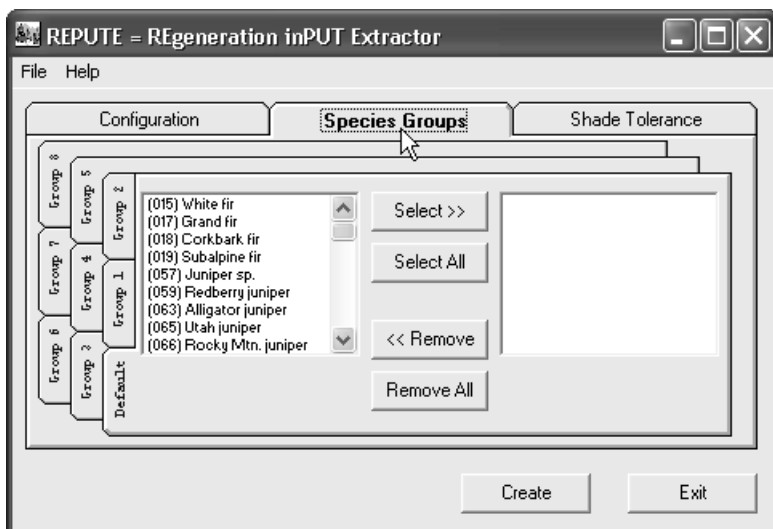 REPUTE = REgeneration inPUT Extractor
File Help
Configuration
Species Groups
Shade Tolerance
Group 8
Group 7
Group 6
Group 5
Group 4
Group 3
Group 2
Group 1
Default
(015) White fir
(017) Grand fir
(018) Corkbark fir
(019) Subalpine fir
(057) Juniper sp.
(059) Redberry juniper
(063) Alligator juniper
(065) Utah juniper
(066) Rocky Mtn. juniper
Select >>
Select All
<< Remove
Remove All
Create
Exit